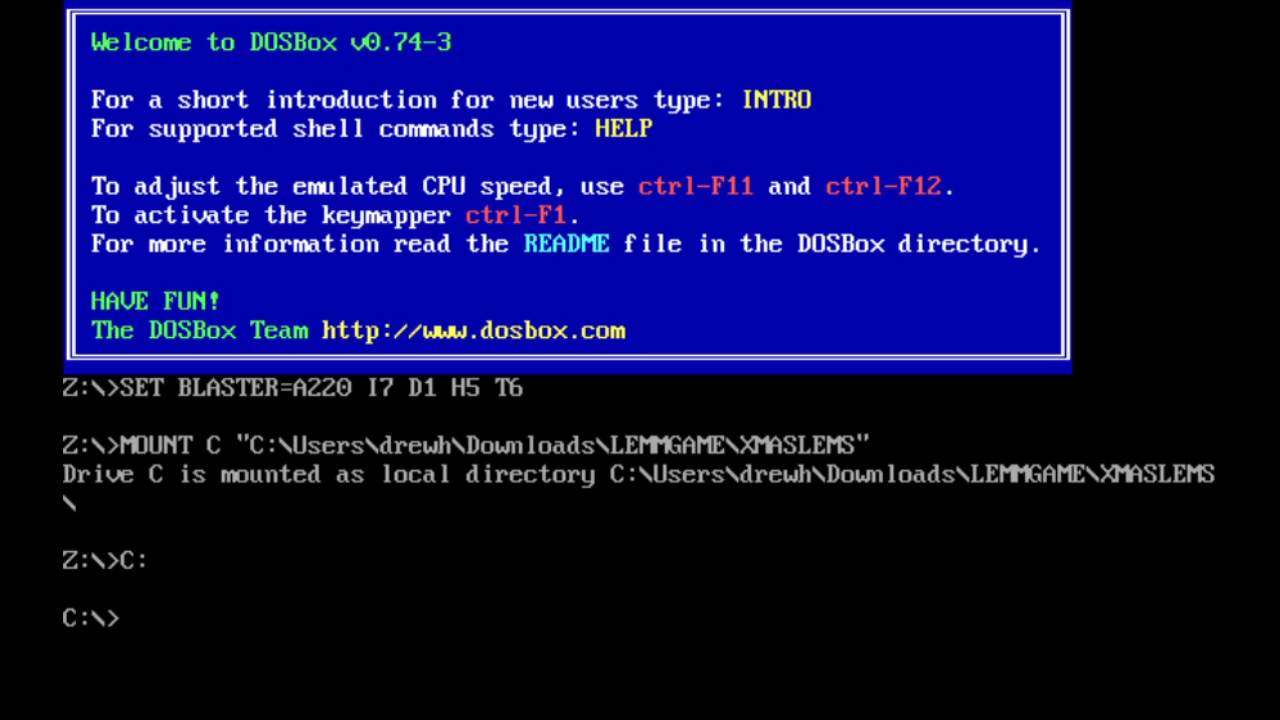 Welcome to DOSBox v0.74-3
For a short introduction for new users type: INTRO
For supported shell commands type: HELP
To adjust the emulated CPU speed, use ctrl-F11 and ctrl-F12.
To activate the keymapper ctrl-F1.
For more information read the README file in the DOSBox directory.
HAVE FUN!
The DOSBox Team http://www.dosbox.com
Z:\>SET BLASTER=A220 I7 D1 H5 T6
Z:\>MOUNT C "C:\Users\drewh\Downloads\LEMMGAME\XMASLEMS"
Drive C is mounted as local directory C:\Users\drewh\Downloads\LEMMGAME\XMASLEMS
\
Z:\>C:
C:\>